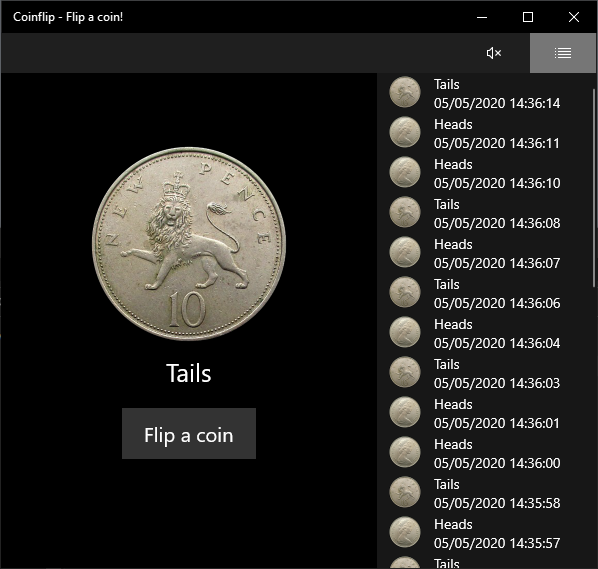 Coinflip - Flip a coin!
NEW PENCE
10
Tails
Flip a coin
Tails
05/05/2020 14:36:14
Heads
05/05/2020 14:36:11
Heads
05/05/2020 14:36:10
Tails
05/05/2020 14:36:08
Heads
05/05/2020 14:36:07
Tails
05/05/2020 14:36:06
Heads
05/05/2020 14:36:04
Tails
05/05/2020 14:36:03
Heads
05/05/2020 14:36:01
Heads
05/05/2020 14:36:00
Tails
05/05/2020 14:35:58
Heads
05/05/2020 14:35:57
Tails